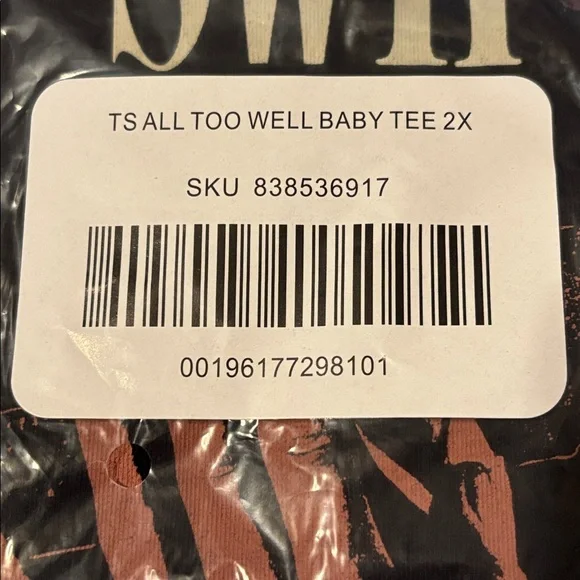 TS ALL TOO WELL BABY TEE 2X
SKU 838536917
00196177298101